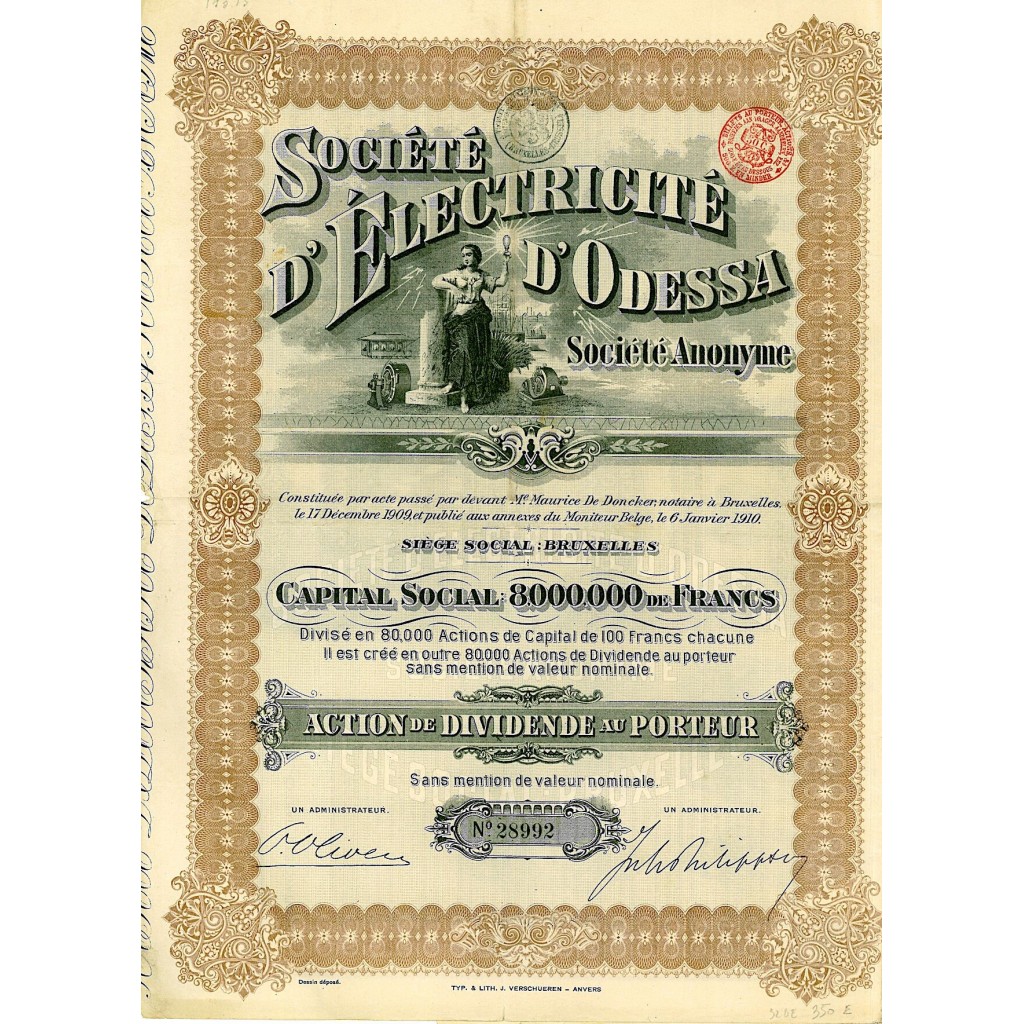 SOCIÉTÉ
D'ÉLECTRICITÉ
D'ODESSA
Société Anonyme
Constituée par acte passé par devant Mᵉ Maurice De Doncker, notaire à Bruxelles.
le 17 Décembre 1909, et publié aux annexes du Moniteur Belge, le 6 Janvier 1910.
SIÈGE SOCIAL : BRUXELLES
CAPITAL SOCIAL : 8.000.000 DE FRANCS
Divisé en 80,000 Actions de Capital de 100 Francs chacune
Il est créé en outre 80.000 Actions de Dividende au porteur
sans mention de valeur nominale.
ACTION DE DIVIDENDE AU PORTEUR
Sans mention de valeur nominale.
UN ADMINISTRATEUR.
UN ADMINISTRATEUR.
Nº 28992
Dessin déposé.
TYP. & LITH. J. VERSCHUEREN – ANVERS
350 E